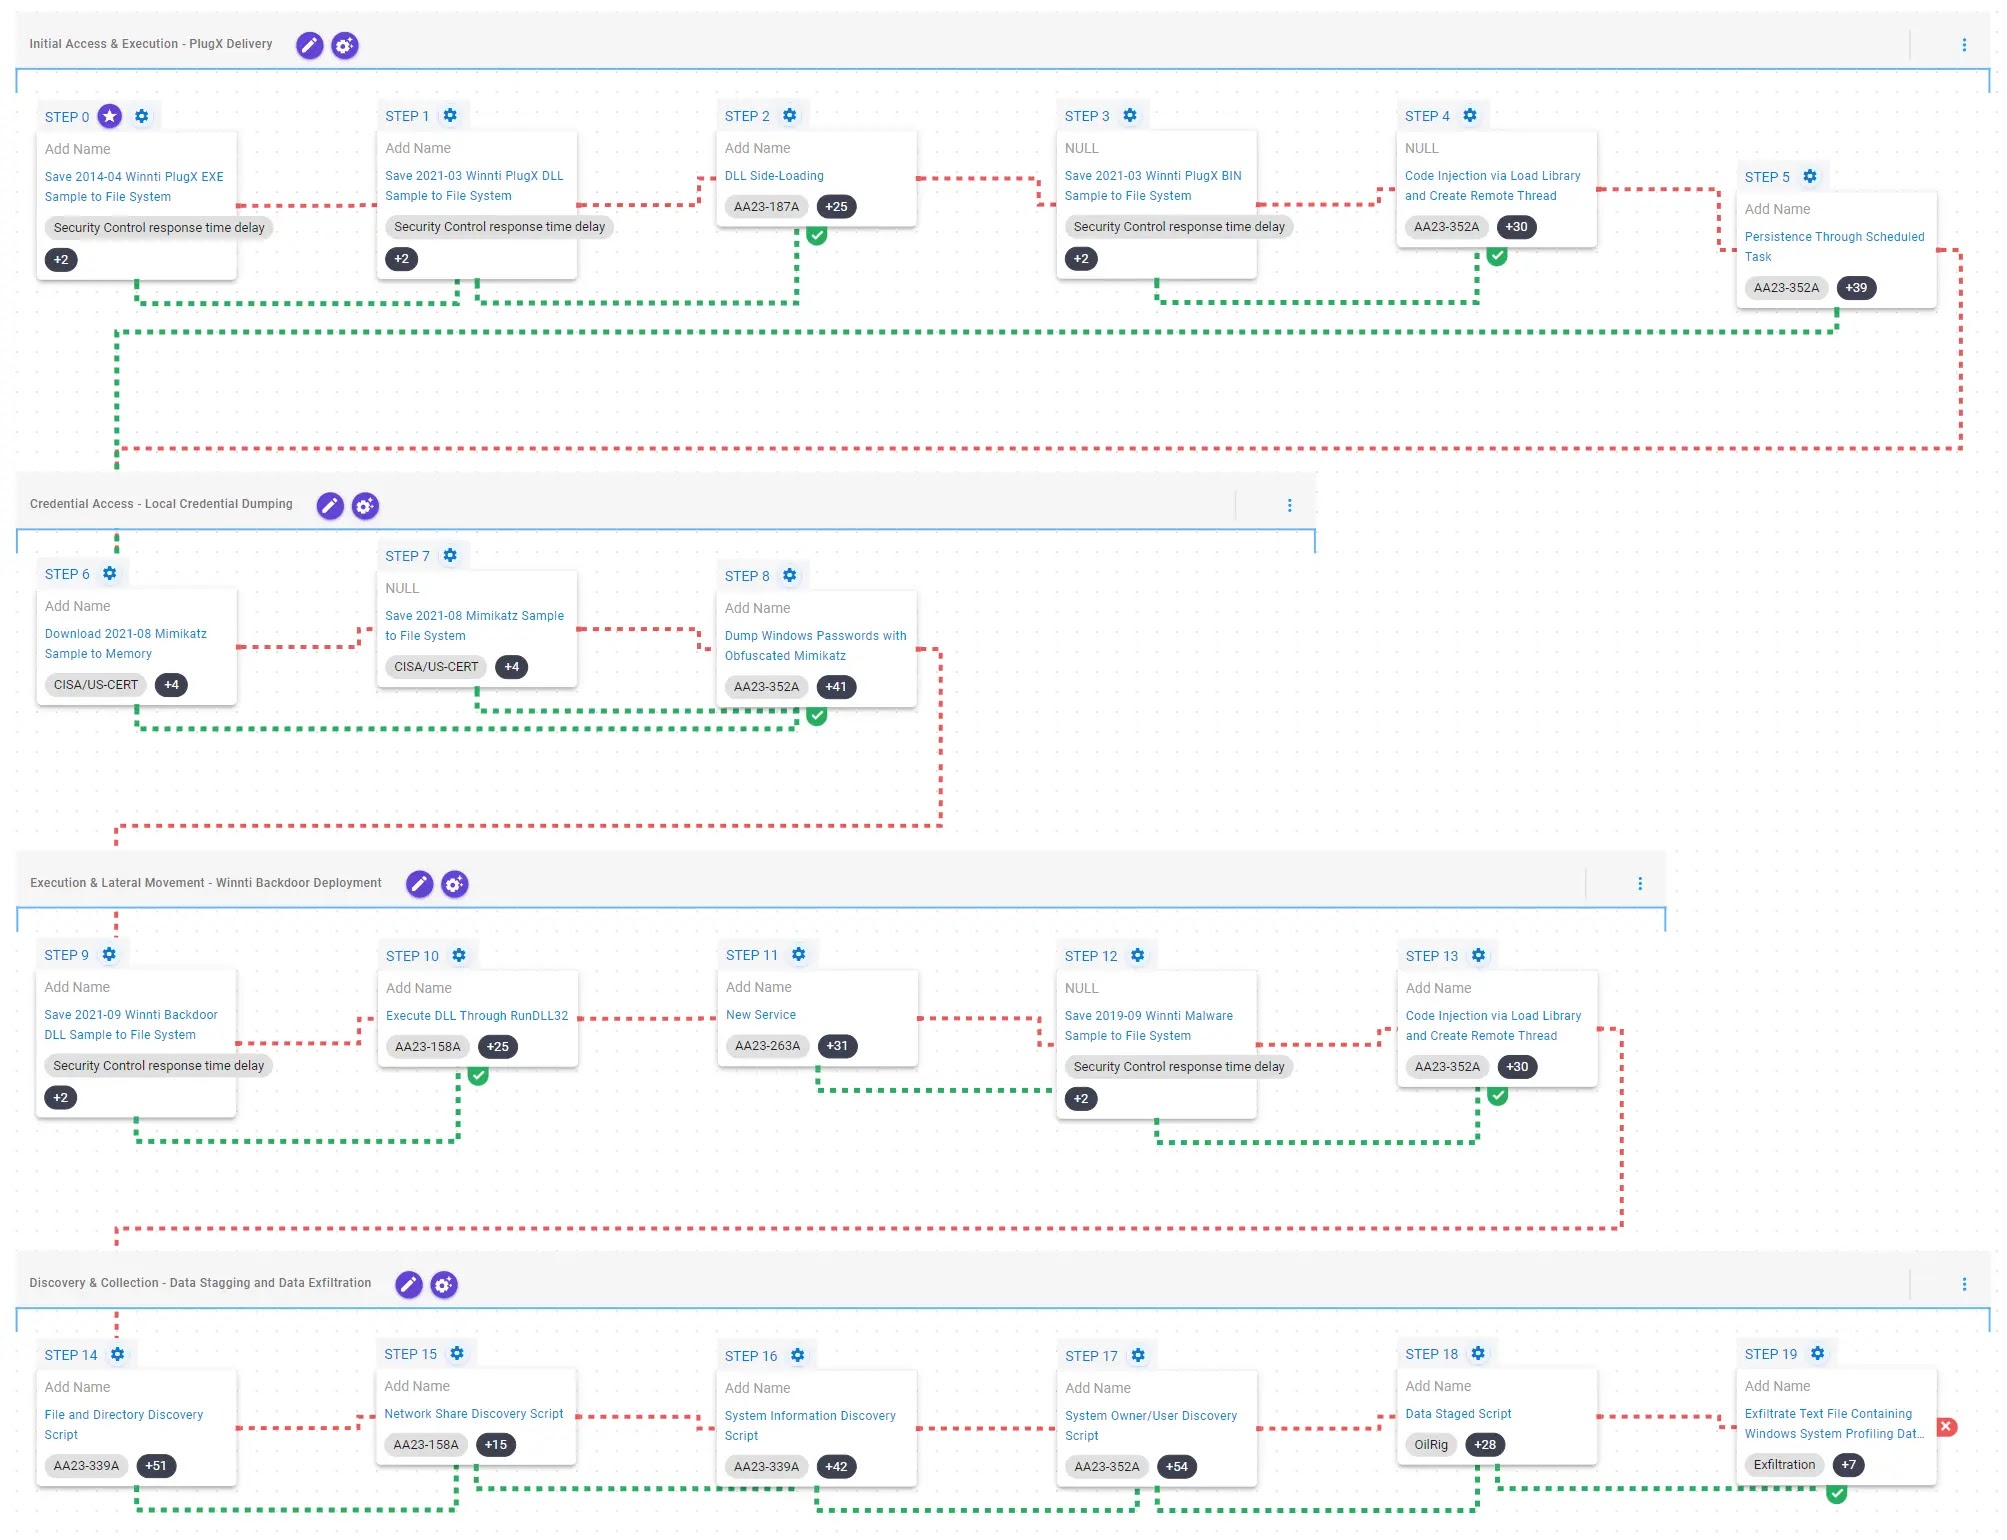 Initial Access & Execution - PlugX Delivery
STEP 0
Add Name
Save 2014-04 Winnti PlugX EXE
Sample to File System
Security Control response time delay
+2
STEP 1
Add Name
Save 2021-03 Winnti PlugX DLL
Sample to File System
Security Control response time delay
+2
STEP 2
Add Name
DLL Side-Loading
AA23-187A +25
STEP 3
NULL
Save 2021-03 Winnti PlugX BIN
Sample to File System
Security Control response time delay
+2
STEP 4
NULL
Code Injection via Load Library
and Create Remote Thread
AA23-352A +30
STEP 5
Add Name
Persistence Through Scheduled
Task
AA23-352A +39
Credential Access - Local Credential Dumping
STEP 6
Add Name
Download 2021-08 Mimikatz
Sample to Memory
CISA/US-CERT +4
STEP 7
NULL
Save 2021-08 Mimikatz Sample
to File System
CISA/US-CERT +4
STEP 8
Add Name
Dump Windows Passwords with
Obfuscated Mimikatz
AA23-352A +41
Execution & Lateral Movement - Winnti Backdoor Deployment
STEP 9
Add Name
Save 2021-09 Winnti Backdoor
DLL Sample to File System
Security Control response time delay
+2
STEP 10
Add Name
Execute DLL Through RunDLL32
AA23-158A +25
STEP 11
Add Name
New Service
AA23-263A +31
STEP 12
NULL
Save 2019-09 Winnti Malware
Sample to File System
Security Control response time delay
+2
STEP 13
Add Name
Code Injection via Load Library
and Create Remote Thread
AA23-352A +30
Discovery & Collection - Data Stagging and Data Exfiltration
STEP 14
Add Name
File and Directory Discovery
Script
AA23-339A +51
STEP 15
Add Name
Network Share Discovery Script
AA23-158A +15
STEP 16
Add Name
System Information Discovery
Script
AA23-339A +42
STEP 17
Add Name
System Owner/User Discovery
Script
AA23-352A +54
STEP 18
Add Name
Data Staged Script
OilRig +28
STEP 19
Add Name
Exfiltrate Text File Containing
Windows System Profiling Dat...
Exfiltration +7